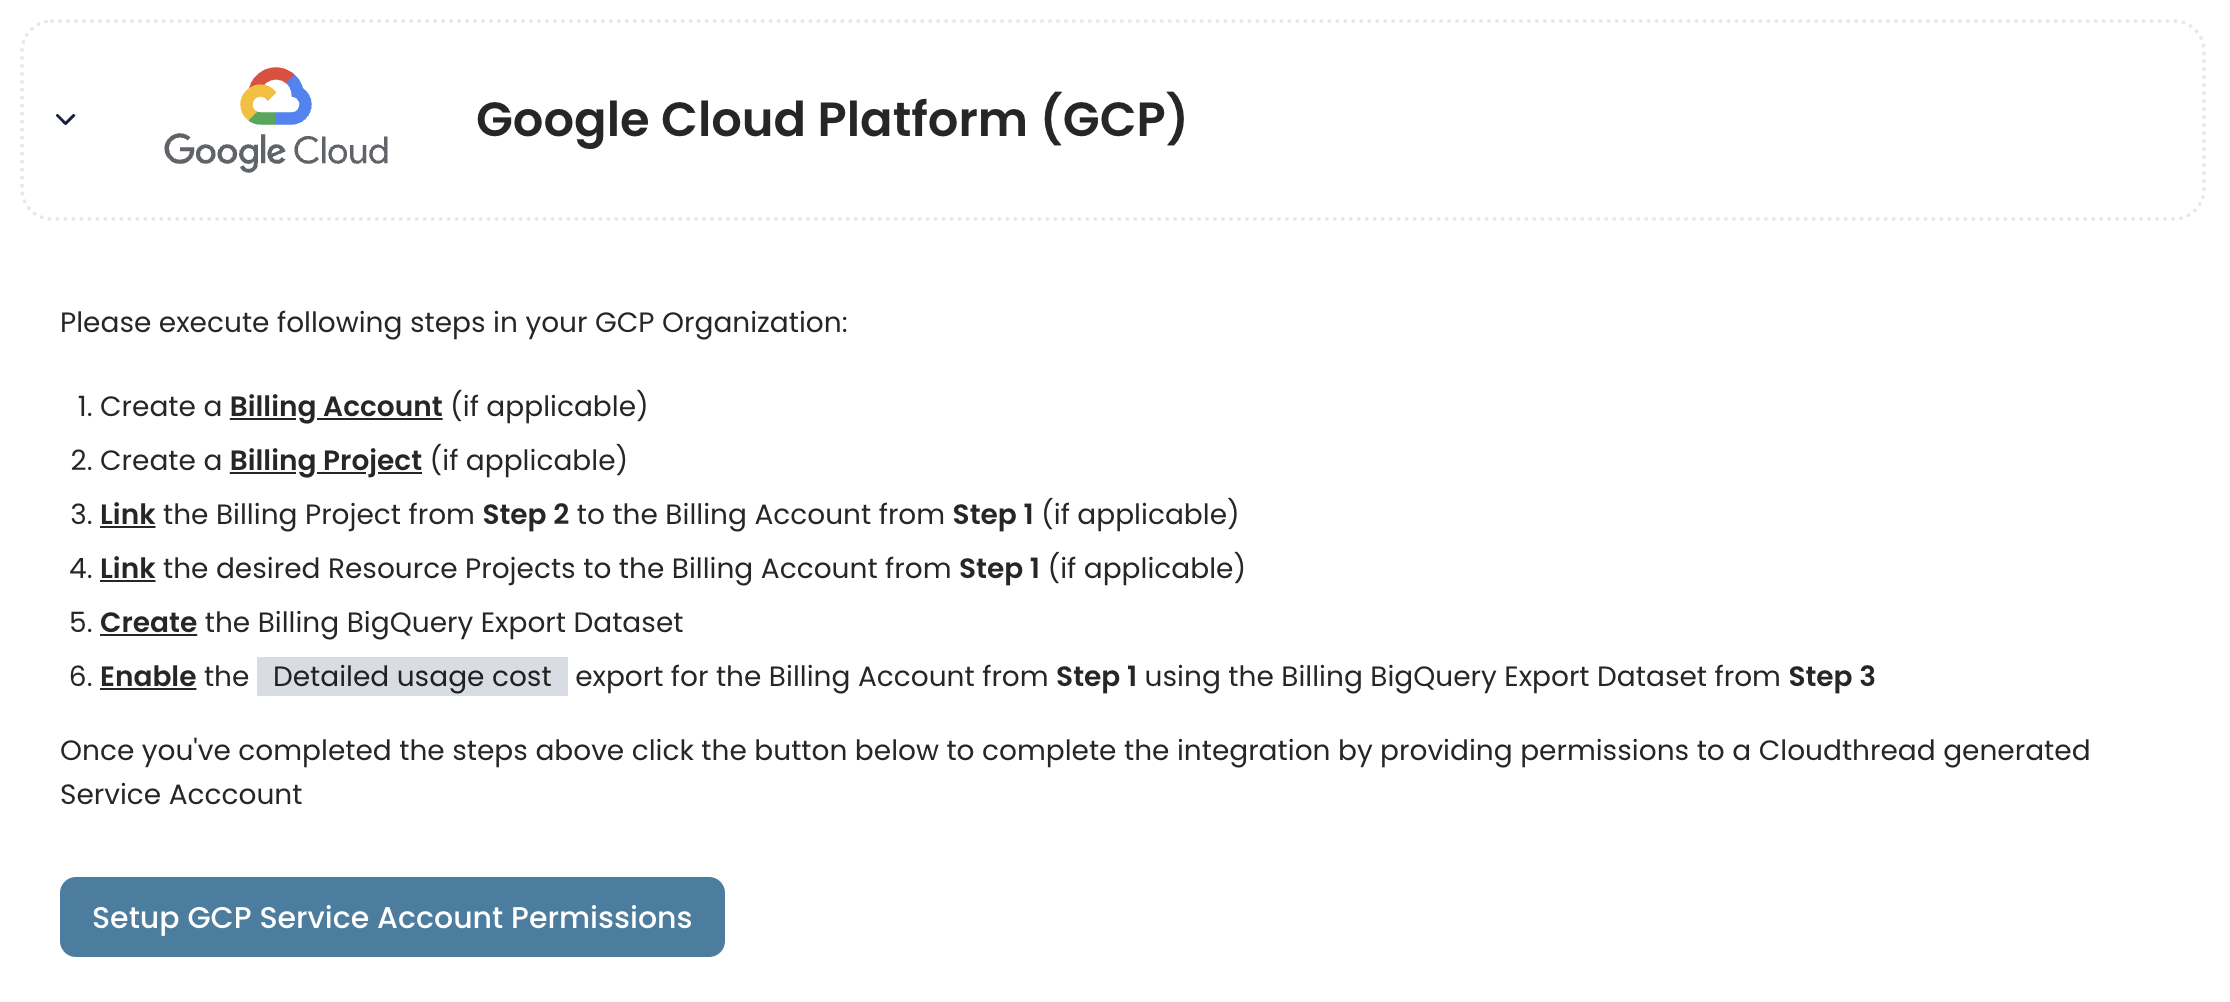 Google Cloud
Google Cloud Platform (GCP)
Please execute following steps in your GCP Organization:
1. Create a Billing Account (if applicable)
2. Create a Billing Project (if applicable)
3. Link the Billing Project from Step 2 to the Billing Account from Step 1 (if applicable)
4. Link the desired Resource Projects to the Billing Account from Step 1 (if applicable)
5. Create the Billing BigQuery Export Dataset
6. Enable the Detailed usage cost export for the Billing Account from Step 1 using the Billing BigQuery Export Dataset from Step 3
Once you've completed the steps above click the button below to complete the integration by providing permissions to a Cloudthread generated
Service Acccount
Setup GCP Service Account Permissions